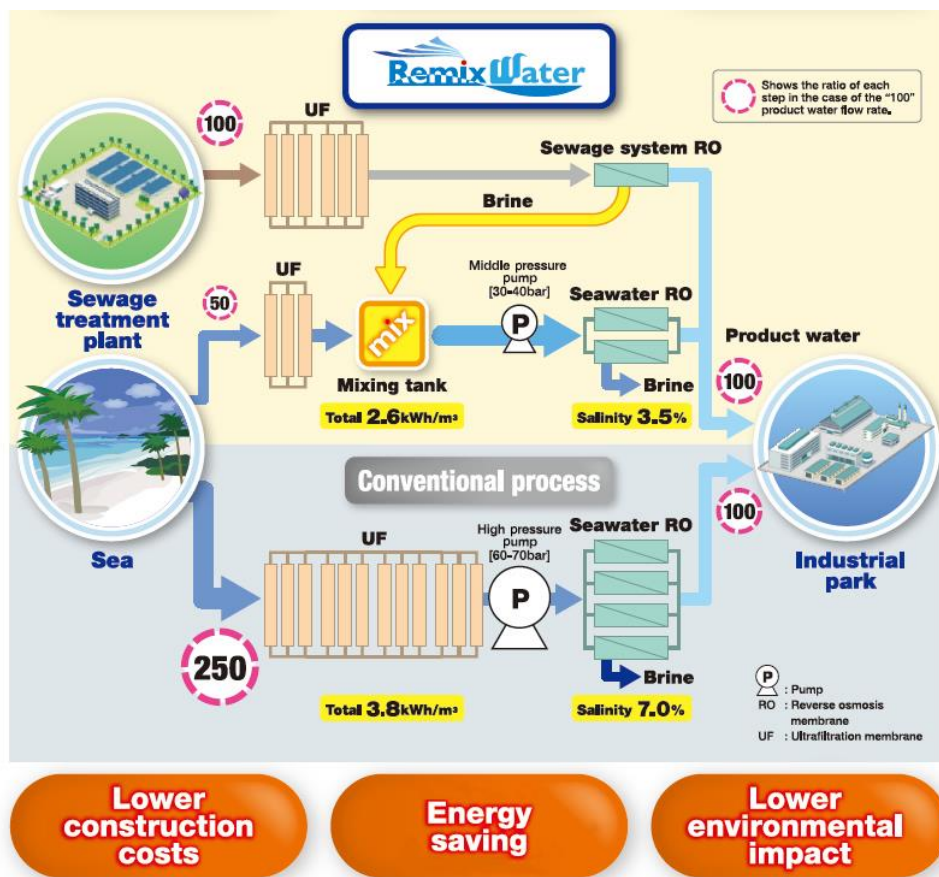 Remix Water
Shows the ratio of each
step in the case of the “100”
product water flow rate.
100
UF
Sewage system RO
Brine
Sewage
treatment
plant
50
UF
mix
Mixing tank
Middle pressure
pump
[30-40bar]
P
Seawater RO
Brine
Product water
100
Total 2.6kWh/m³
Salinity 3.5%
Conventional process
Sea
250
UF
High pressure
pump
[60-70bar]
P
Seawater RO
Brine
100
Industrial
park
Total 3.8kWh/m³
Salinity 7.0%
P : Pump
RO : Reverse osmosis
membrane
UF : Ultrafiltration membrane
Lower
construction
costs
Energy
saving
Lower
environmental
impact